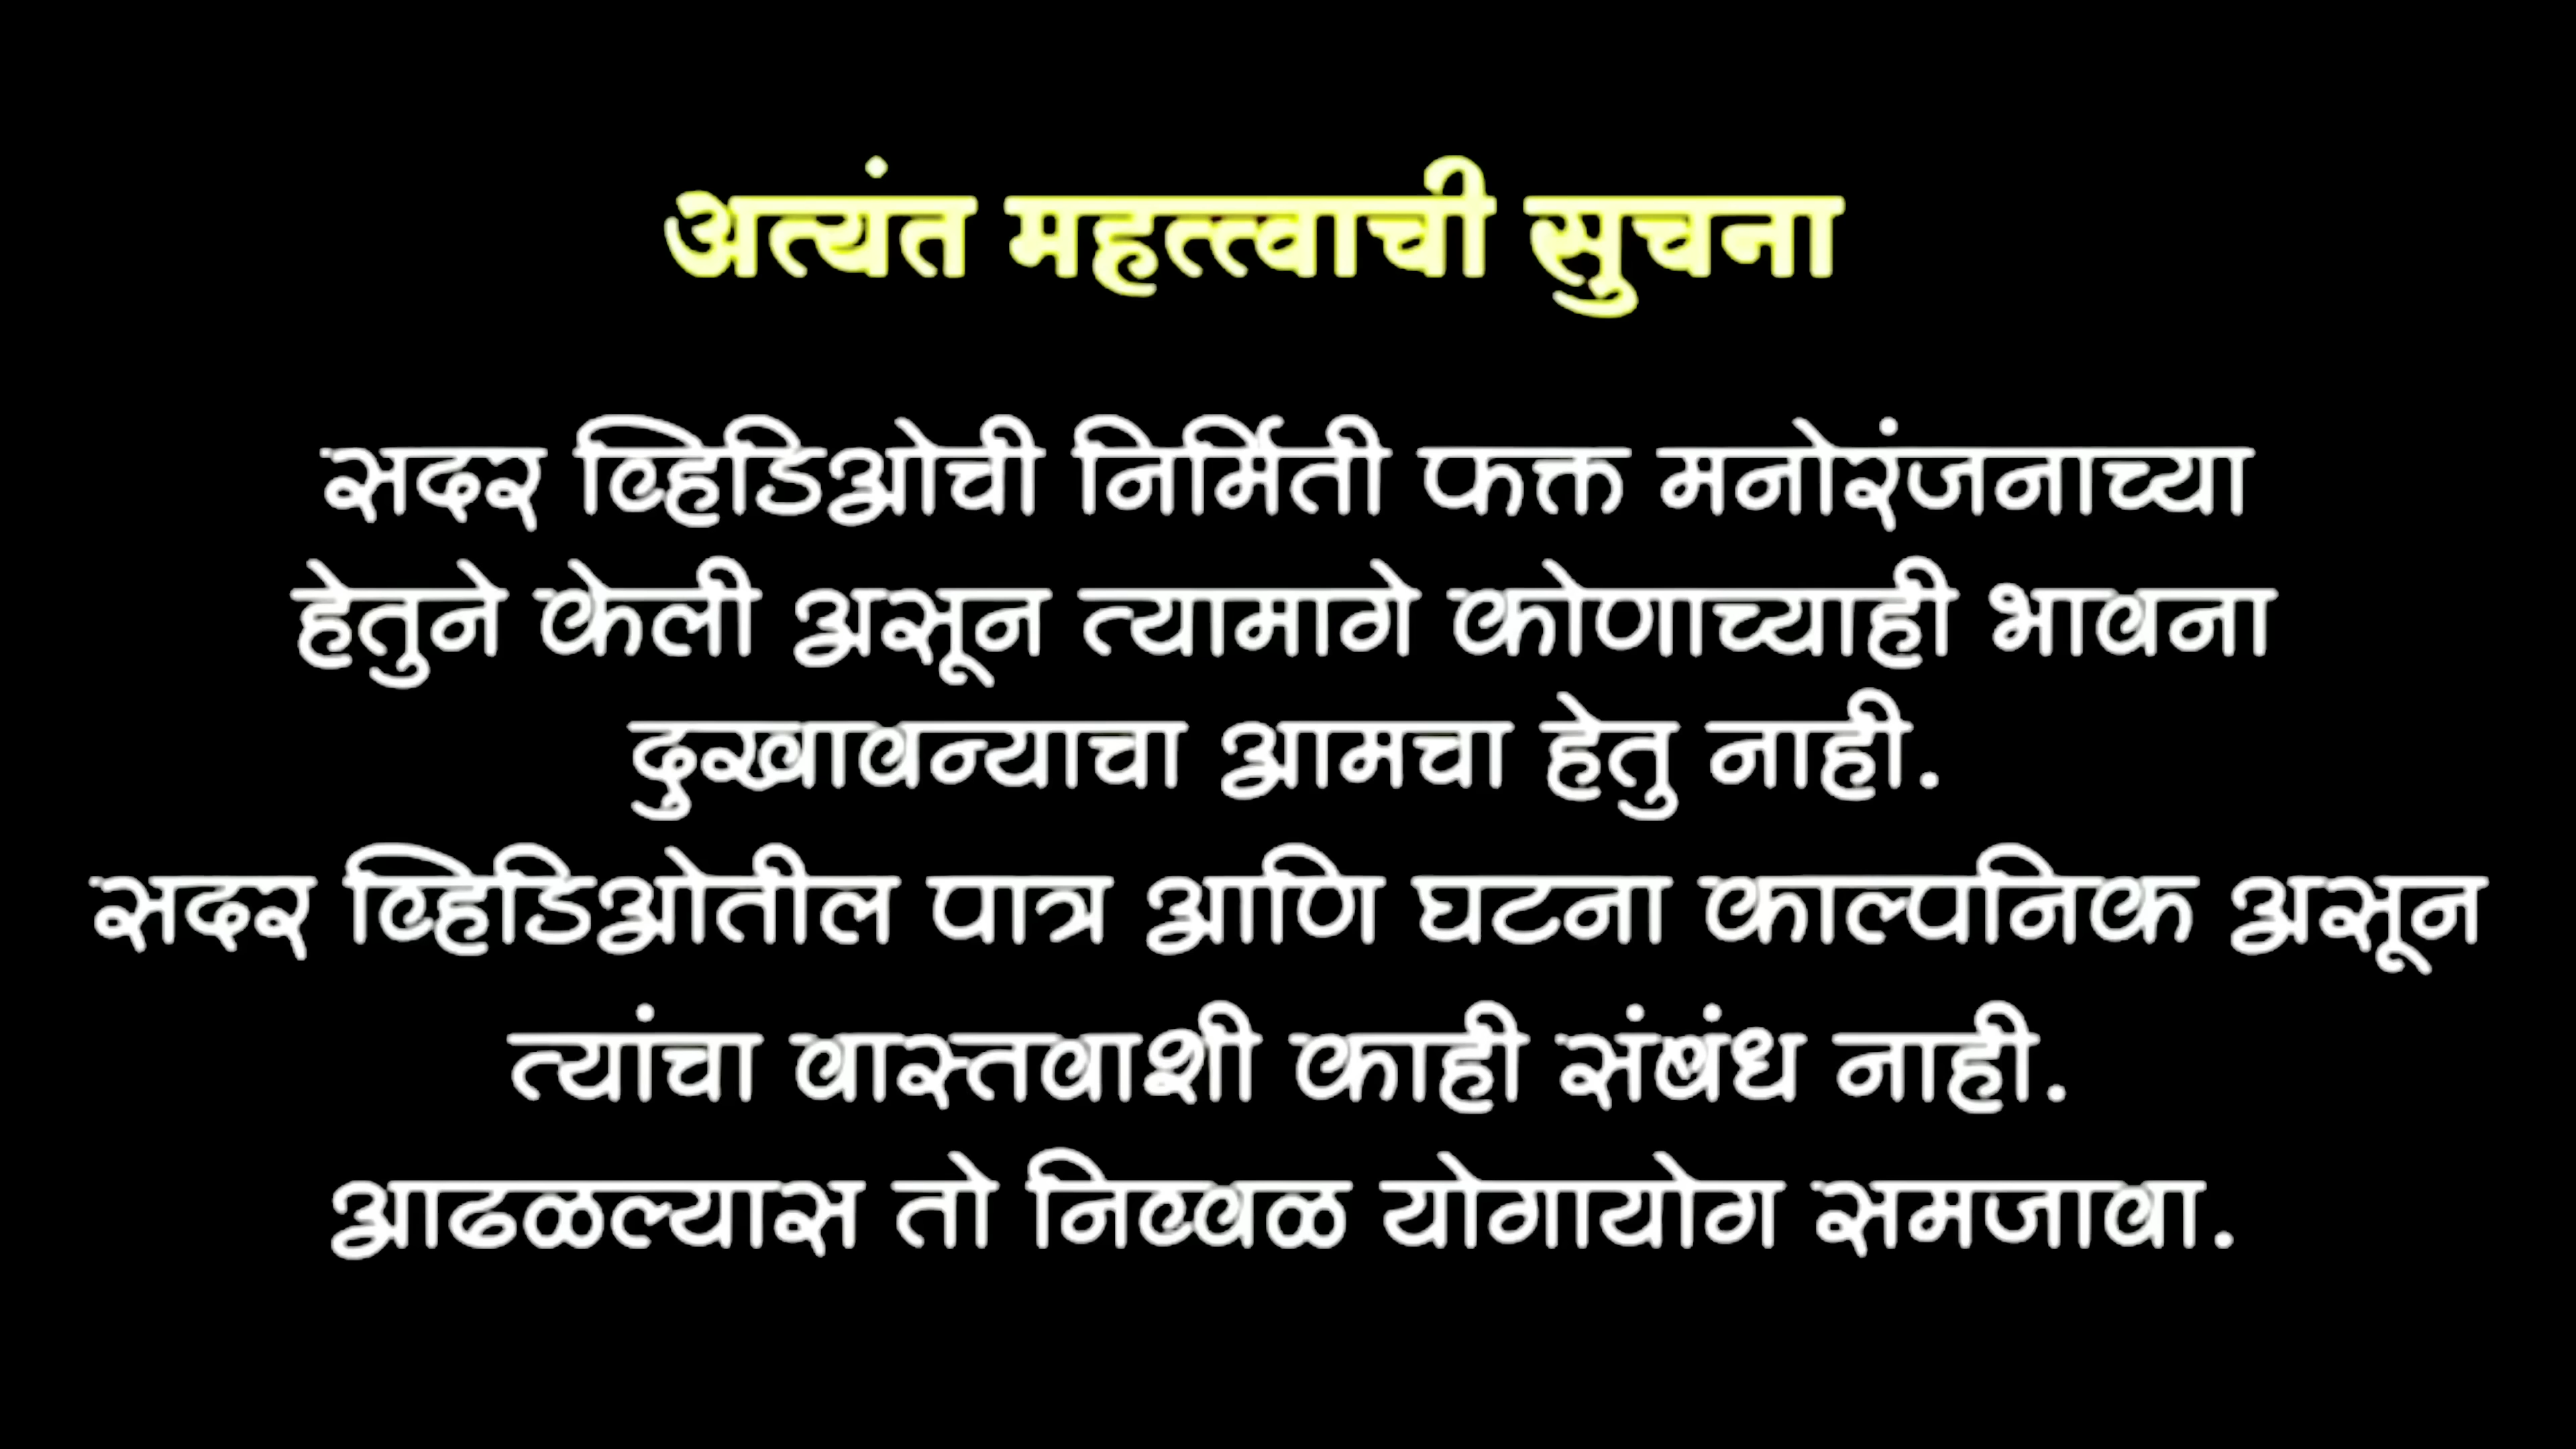 अत्यंत महत्त्वाची सुचना
सदर व्हिडिओची निर्मिती फक्त मनोरंजनाच्या
हेतुने केली असून त्यामागे कोणाच्याही भावना
दुखावन्याचा आमचा हेतु नाही.
सदर व्हिडिओतील पात्र आणि घटना काल्पनिक असून
त्यांचा वास्तवाशी काही संबंध नाही.
आढळल्यास तो निव्वळ योगायोग समजावा.